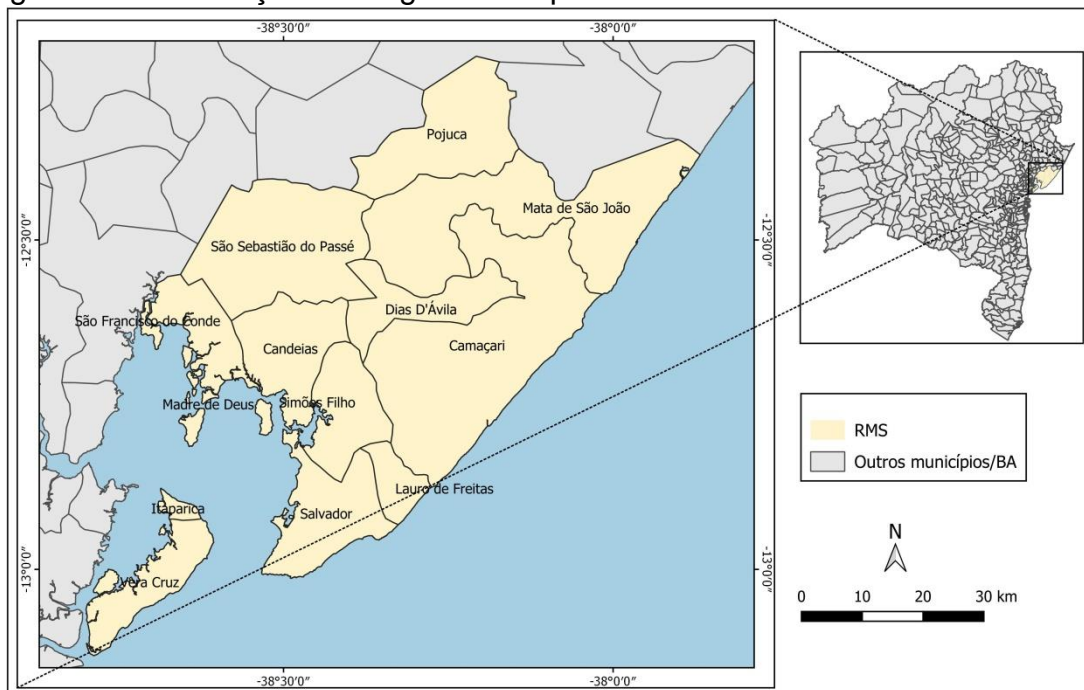 -38°30′0″
-38°0′0″
Pojuca
Mata de São João
-12°30′0″
São Sebastião do Passé
-12°30′0″
Dias D'Ávila
São Francisco do Conde
Candeias
Camaçari
Madre de Deus
Simões Filho
Lauro de Freitas
Itaparica
Salvador
-13°0′0″
Vera Cruz
-13°0′0″
-38°30′0″
-38°0′0″
RMS
Outros municípios/BA
N
0 10 20 30 km